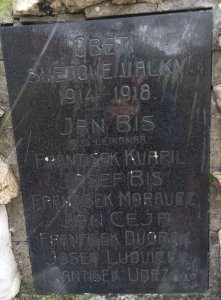 OBĚTI
SVĚTOVÉ VÁLKY
1914-1918
JAN BIS
FRANTIŠEK KVAPIL
JOSEF BIS
FRANTIŠEK MORAVEC
JAN CEJP
FRANTIŠEK DVOŘÁK
JOSEF LUDVÍČEK
FRANTIŠEK